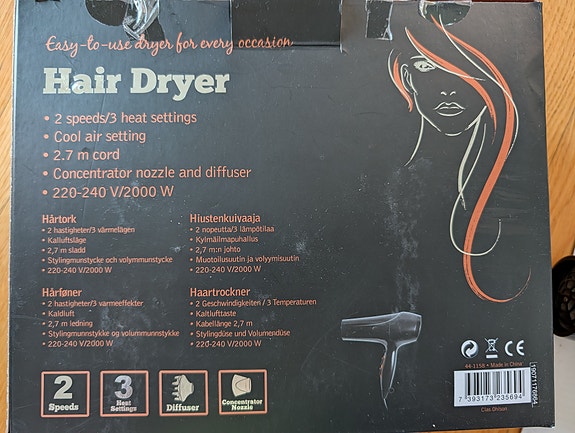 Easy-to-use dryer for every occasion
Hair Dryer
• 2 speeds/3 heat settings
• Cool air setting
• 2.7 m cord
• Concentrator nozzle and diffuser
• 220-240 V/2000 W
Hårtork
• 2 hastigheter/3 värmelägen
• Kalluftsläge
• 2,7 m sladd
• Stylingmunstycke och volymmunstycke
• 220-240 V/2000 W
Hiustenkuivaaja
• 2 nopeutta/3 lämpötilaa
• Kylmäilmapuhallus
• 2,7 m:n johto
• Muotoilusuutin ja volyymisuutin
• 220-240 V/2000 W
Hårføner
• 2 hastigheter/3 varmeeffekter
• Kaldluft
• 2,7 m ledning
• Stylingmunnstykke og volummunnstykke
• 220-240 V/2000 W
Haartrockner
• 2 Geschwindigkeiten / 3 Temperaturen
• Kaltlufttaste
• Kabellänge 2,7 m
• Stylingdüse und Volumendüse
• 220-240 V/2000 W
2
Speeds
3
Heat
Settings
Diffuser
Concentrator
Nozzle
CE
44-1158 • Made in China
7 393173 235694
Clas Ohlson